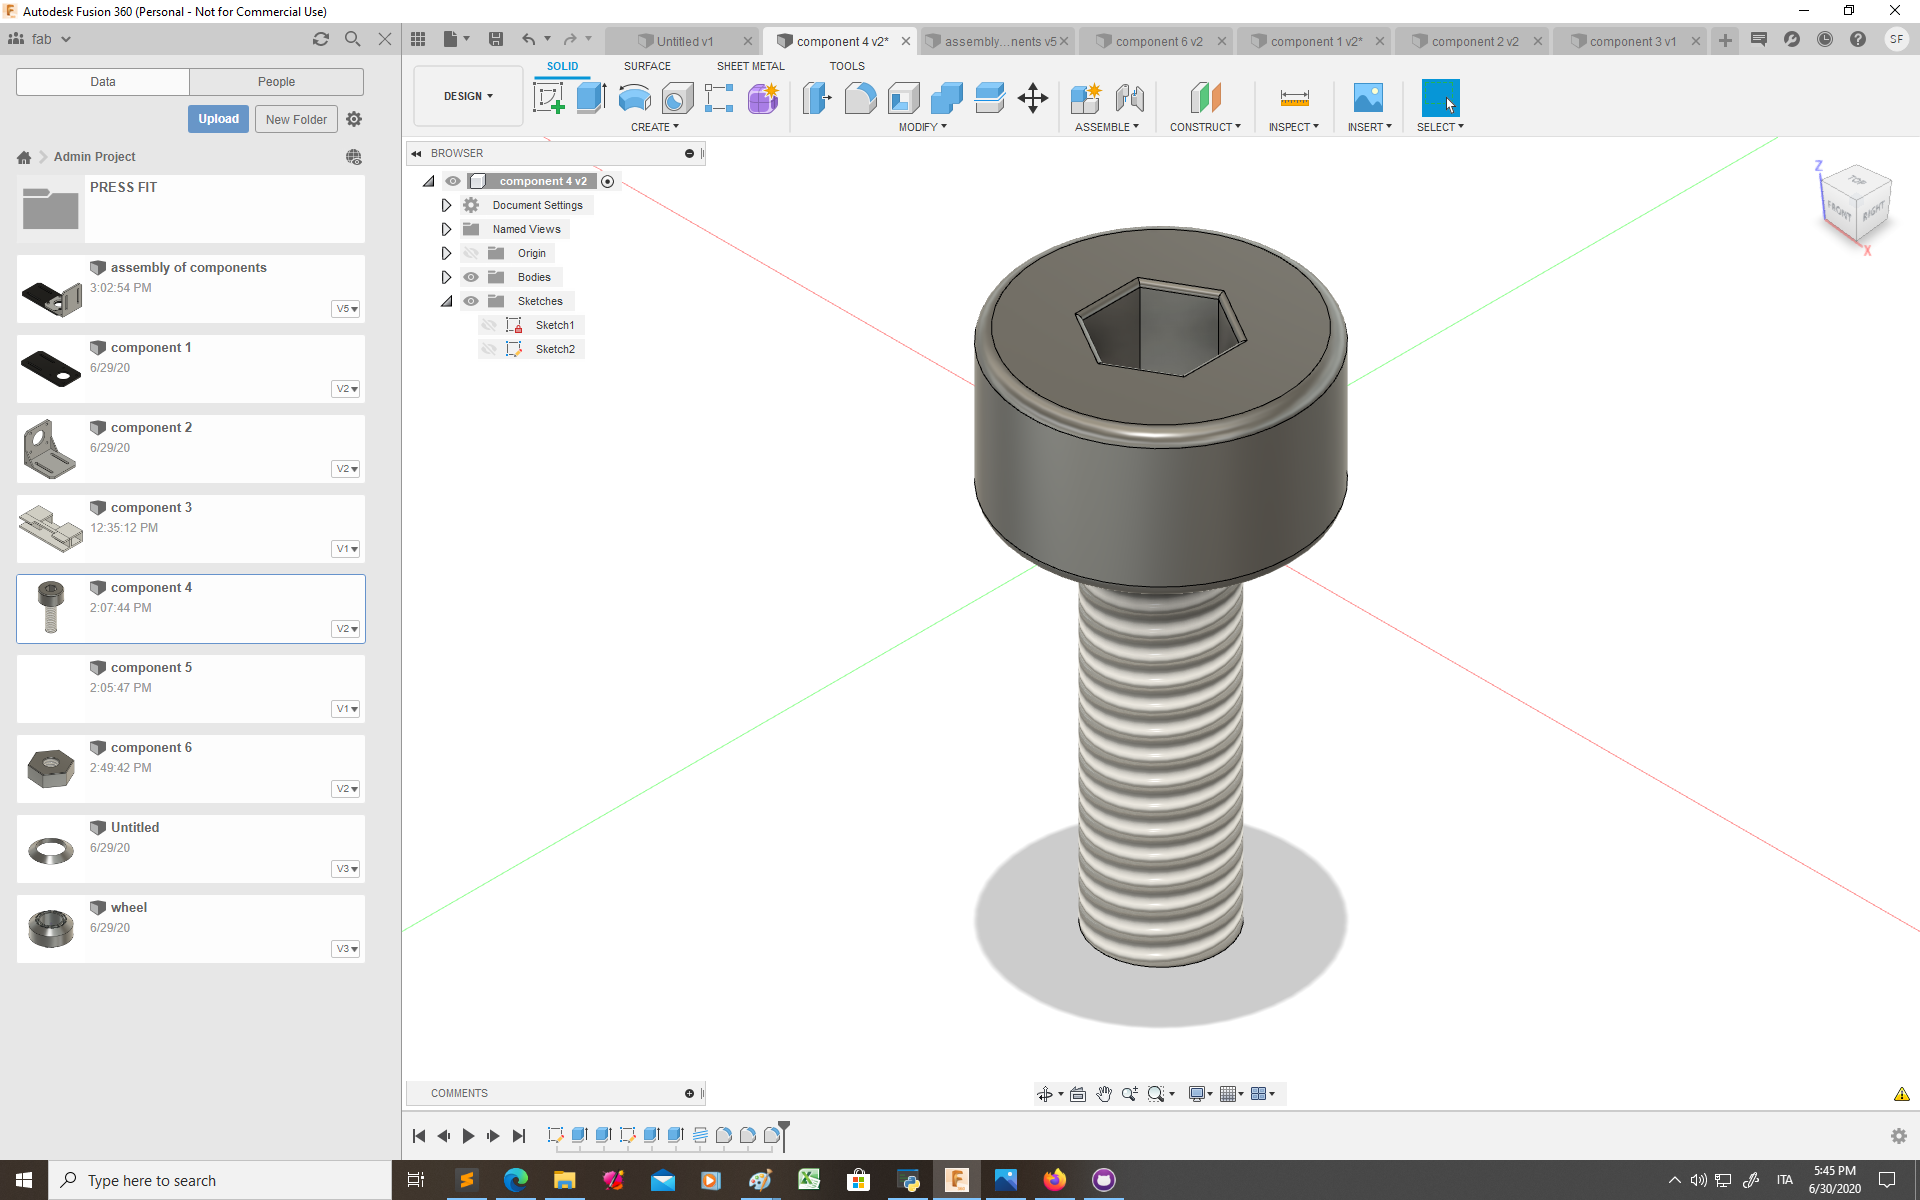 Autodesk Fusion 360 (Personal - Not for Commercial Use)
fab
Untitled v1
component 4 v2*
assembly...nents v5
component 6 v2
component 1 v2*
component 2 v2
component 3 v1
SF
Data
People
Upload
New Folder
Admin Project
PRESS FIT
assembly of components
3:02:54 PM
V5
component 1
6/29/20
V2
component 2
6/29/20
V2
component 3
12:35:12 PM
V1
component 4
2:07:44 PM
V2
component 5
2:05:47 PM
V1
component 6
2:49:42 PM
V2
Untitled
6/29/20
V3
wheel
6/29/20
V3
DESIGN
SOLID
SURFACE
SHEET METAL
TOOLS
CREATE
MODIFY
ASSEMBLE
CONSTRUCT
INSPECT
INSERT
SELECT
BROWSER
component 4 v2
Document Settings
Named Views
Origin
Bodies
Sketches
Sketch1
Sketch2
Z
TOP
FRONT
RIGHT
X
COMMENTS
Type here to search
ITA
5:45 PM
6/30/2020